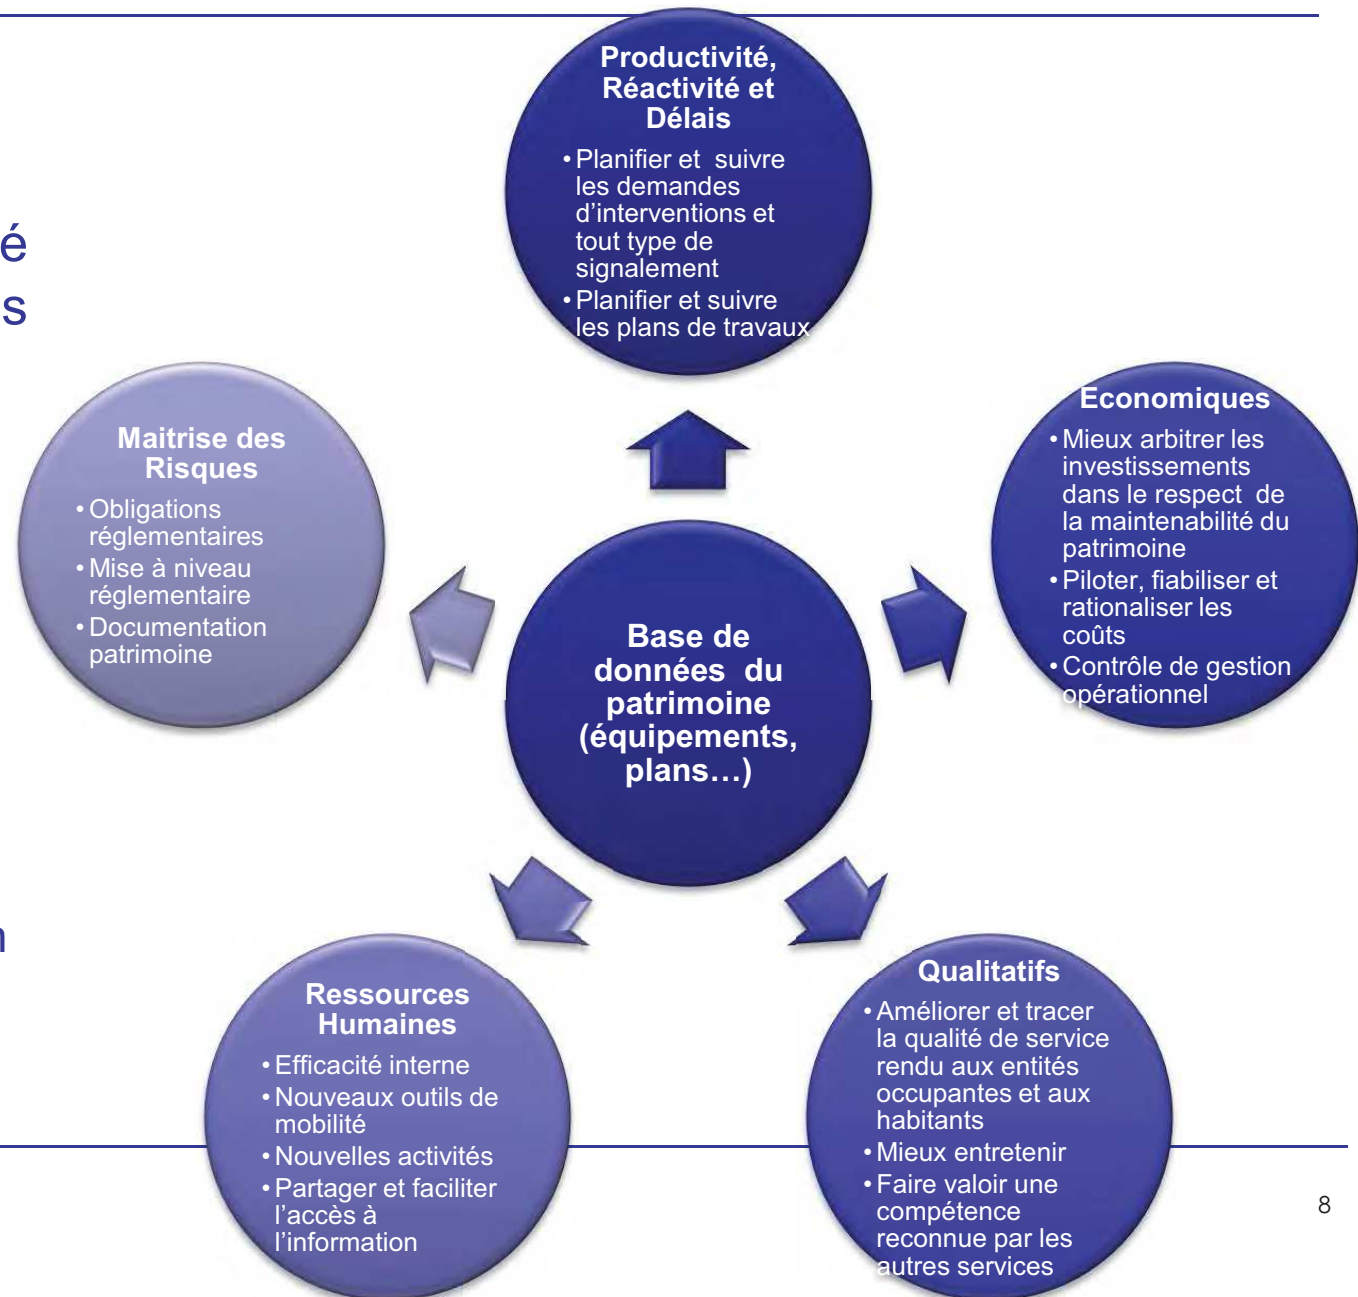 Productivité,
Réactivité et
Délais
•Planifier et suivre
les demandes
d'interventions et
tout type de
signalement
•Planifier et suivre
les plans de travaux
é
s
Maitrise des
Risques
•Obligations
réglementaires
•Mise à niveau
réglementaire
•Documentation
patrimoine
Economiques
•Mieux arbitrer les
investissements
dans le respect de
la maintenabilité du
patrimoine
•Piloter, fiabiliser et
rationaliser les
coûts
•Contrôle de gestion
opérationnel
Base de
données du
patrimoine
(équipements,
plans…)
n
Ressources
Humaines
•Efficacité interne
•Nouveaux outils de
mobilité
•Nouvelles activités
•Partager et faciliter
l'accès à
l'information
Qualitatifs
•Améliorer et tracer
la qualité de service
rendu aux entités
occupantes et aux
habitants
•Mieux entretenir
•Faire valoir une
compétence
reconnue par les
autres services
8